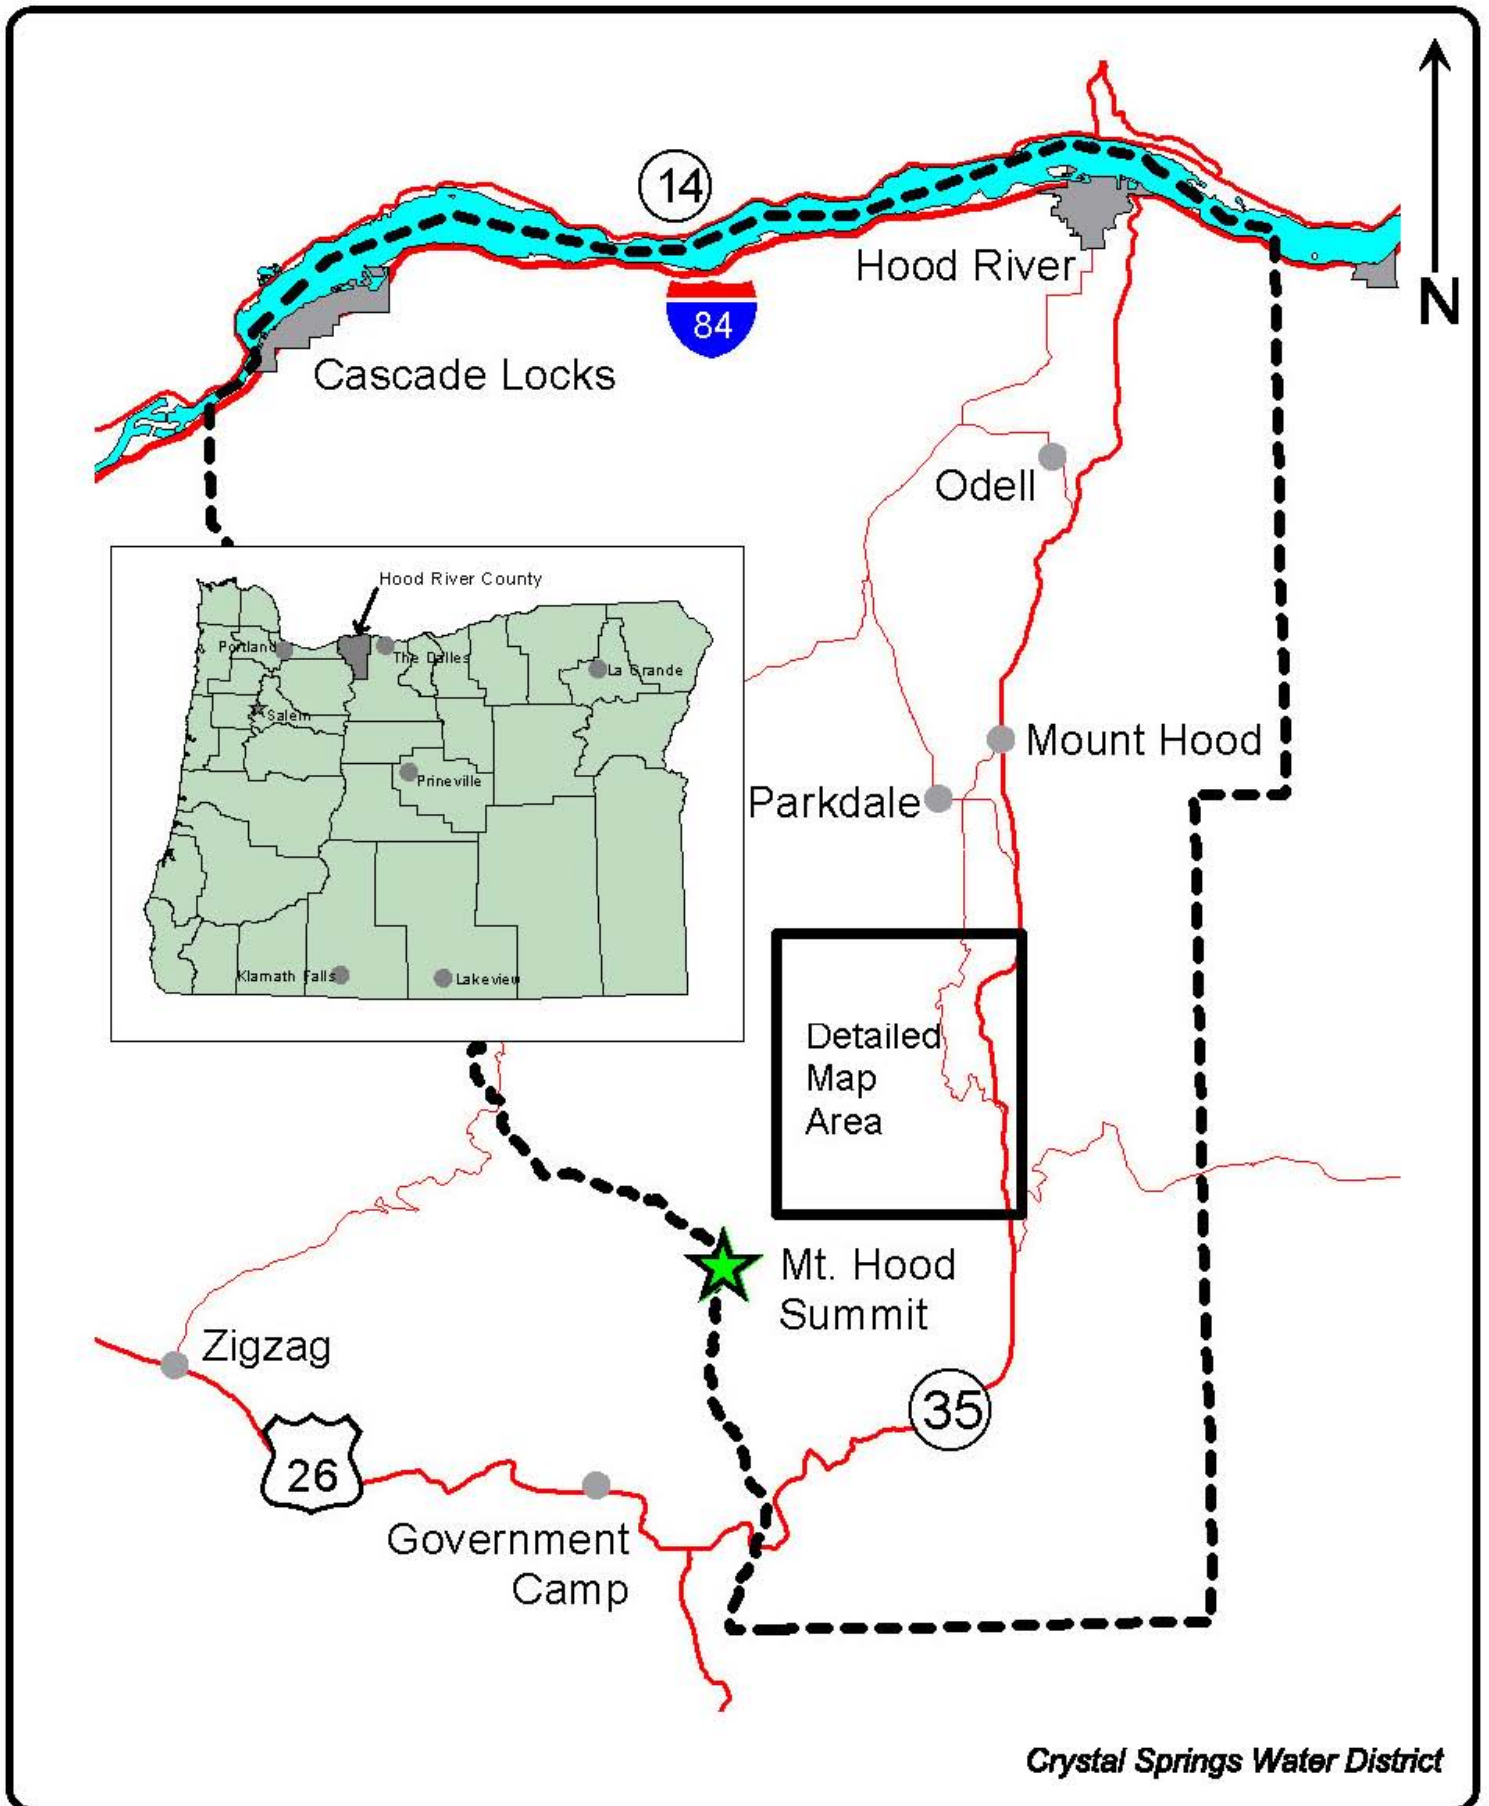 14
N
Hood River
84
Cascade Locks
Odell
Hood River County
Portland
The Dalles
La Grande
Salem
Mount Hood
Prineville
Parkdale
Klamath Falls
Lakeview
Detailed
Map
Area
Mt. Hood
Summit
Zigzag
35
26
Government
Camp
Crystal Springs Water District